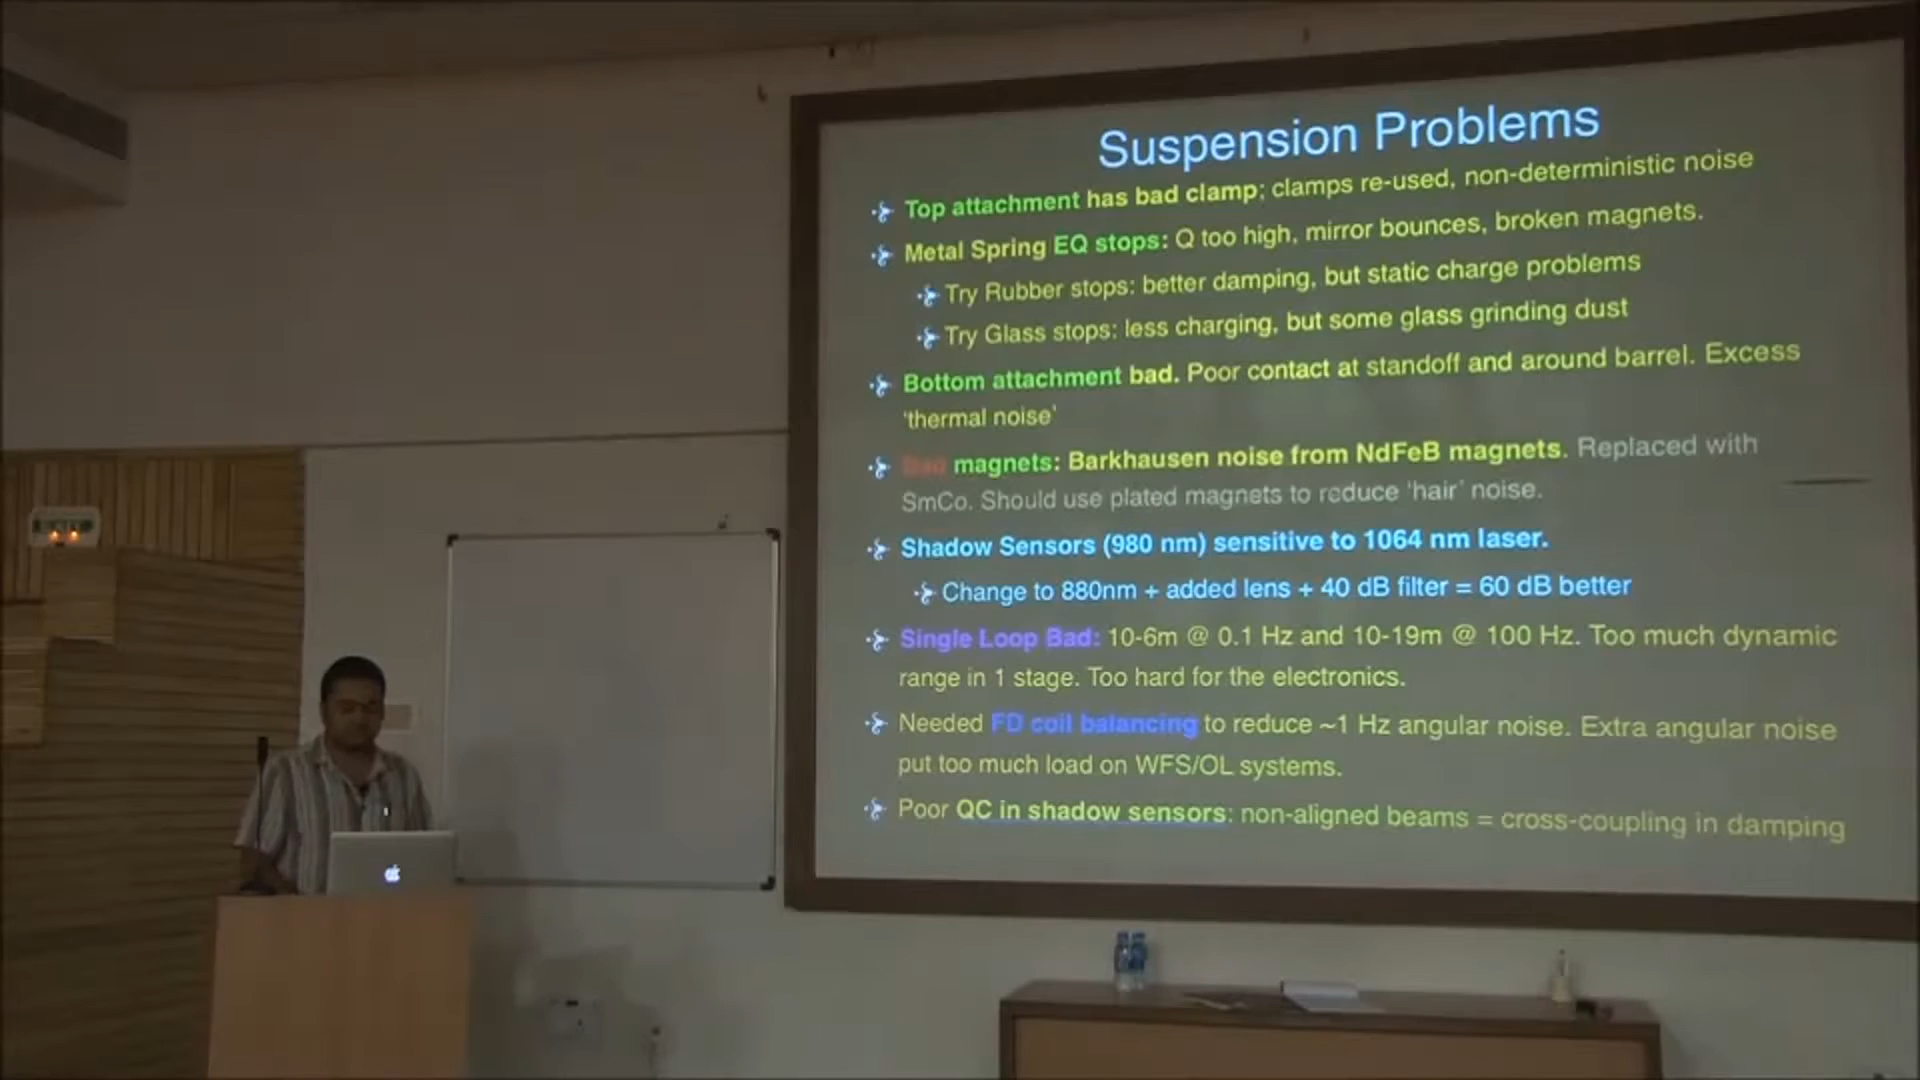 Suspension Problems
Top attachment has bad clamp; clamps re-used, non-deterministic noise
Metal Spring EQ stops: Q too high, mirror bounces, broken magnets.
Try Rubber stops: better damping, but static charge problems
Try Glass stops: less charging, but some glass grinding dust
Bottom attachment bad. Poor contact at standoff and around barrel. Excess
'thermal noise'
Bad magnets: Barkhausen noise from NdFeB magnets. Replaced with
SmCo. Should use plated magnets to reduce 'hair' noise.
Shadow Sensors (980 nm) sensitive to 1064 nm laser.
Change to 880nm + added lens + 40 dB filter = 60 dB better
Single Loop Bad: 10-6m @ 0.1 Hz and 10-19m @ 100 Hz. Too much dynamic
range in 1 stage. Too hard for the electronics.
Needed FD coil balancing to reduce ~1 Hz angular noise. Extra angular noise
put too much load on WFS/OL systems.
Poor QC in shadow sensors: non-aligned beams = cross-coupling in damping